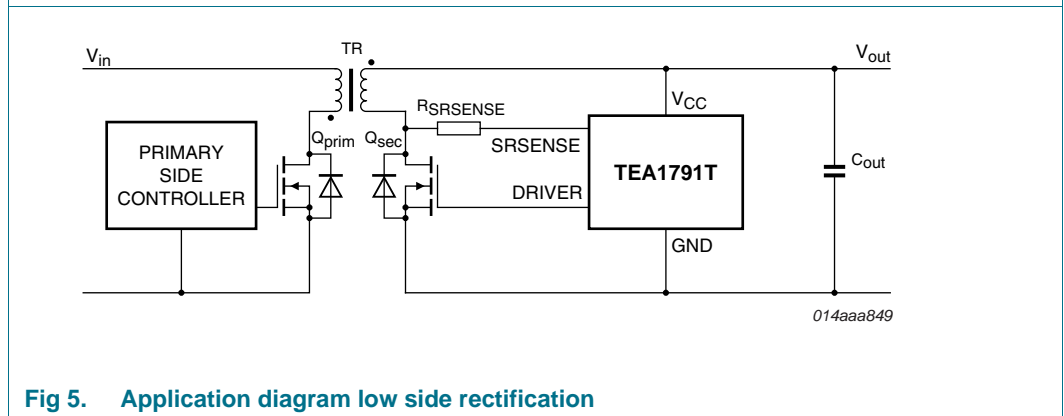 TR
Vin
Vout
RSRSENSE
VCC
Qprim
Qsec
SRSENSE
PRIMARY
SIDE
CONTROLLER
TEA1791T
Cout
DRIVER
GND
014aaa849
Fig 5. Application diagram low side rectification